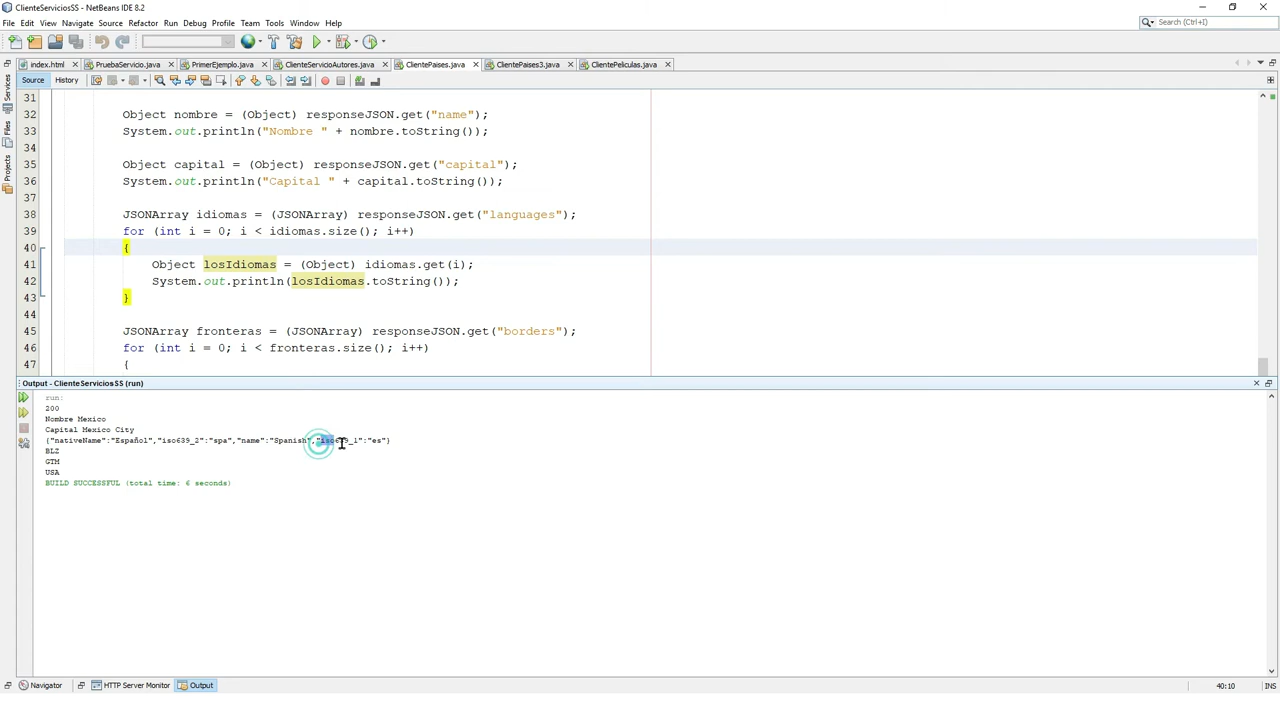 ClienteServiciosSS - NetBeans IDE 8.2
File Edit View Navigate Source Refactor Run Debug Profile Team Tools Window Help
Search (Ctrl+I)
index.html PruebaServicio.java PrimerEjemplo.java ClienteServicioAutores.java ClientePaises.java ClientePaises3.java ClientePeliculas.java
Source History
Services
Files
Projects
31
32 Object nombre = (Object) responseJSON.get("name");
33 System.out.println("Nombre " + nombre.toString());
34
35 Object capital = (Object) responseJSON.get("capital");
36 System.out.println("Capital " + capital.toString());
37
38 JSONArray idiomas = (JSONArray) responseJSON.get("languages");
39 for (int i = 0; i < idiomas.size(); i++)
40 {
41 Object losIdiomas = (Object) idiomas.get(i);
42 System.out.println(losIdiomas.toString());
43 }
44
45 JSONArray fronteras = (JSONArray) responseJSON.get("borders");
46 for (int i = 0; i < fronteras.size(); i++)
47 {
Output - ClienteServiciosSS (run)
run:
200
Nombre Mexico
Capital Mexico City
{"nativeName":"Español","iso639_2":"spa","name":"Spanish","iso639_1":"es"}
BLZ
GTM
USA
BUILD SUCCESSFUL (total time: 6 seconds)
Navigator HTTP Server Monitor Output
40:10 INS